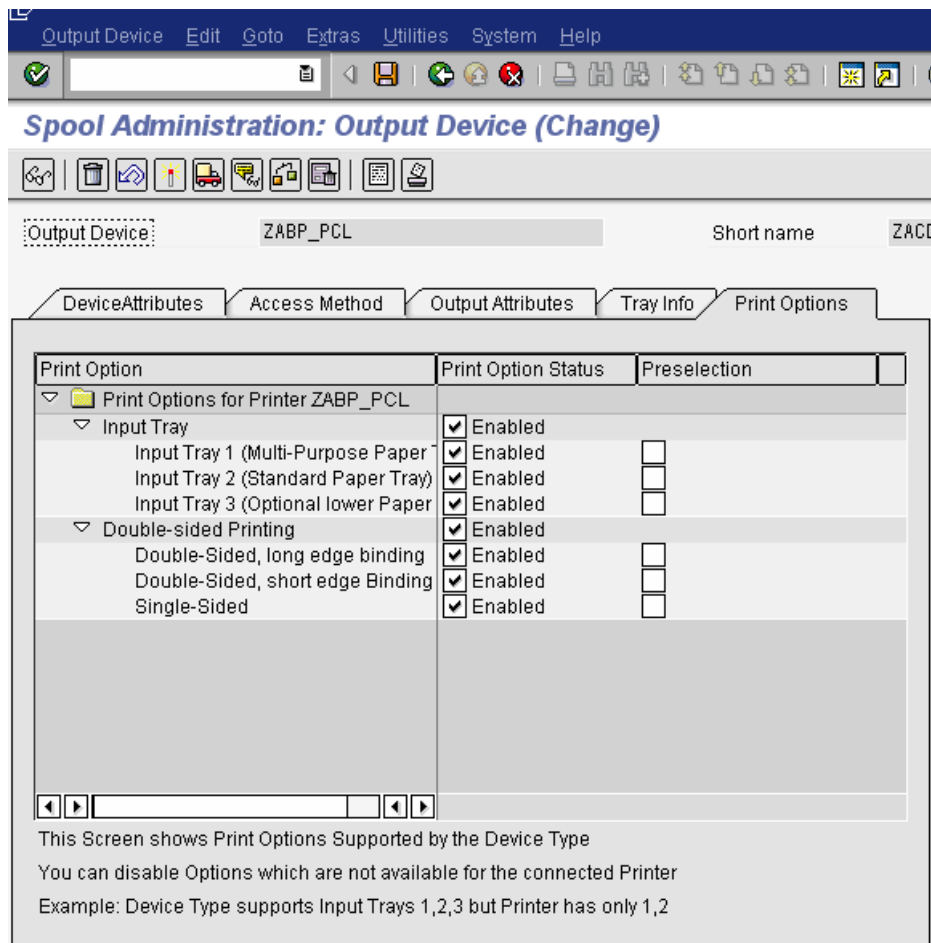 Output Device Edit Goto Extras Utilities System Help
Spool Administration: Output Device (Change)
Output Device ZABP_PCL Short name ZACD
DeviceAttributes Access Method Output Attributes Tray Info Print Options
Print Option Print Option Status Preselection
Print Options for Printer ZABP_PCL
Input Tray Enabled
Input Tray 1 (Multi-Purpose Paper Enabled
Input Tray 2 (Standard Paper Tray) Enabled
Input Tray 3 (Optional lower Paper Enabled
Double-sided Printing Enabled
Double-Sided, long edge binding Enabled
Double-Sided, short edge Binding Enabled
Single-Sided Enabled
This Screen shows Print Options Supported by the Device Type
You can disable Options which are not available for the connected Printer
Example: Device Type supports Input Trays 1,2,3 but Printer has only 1,2